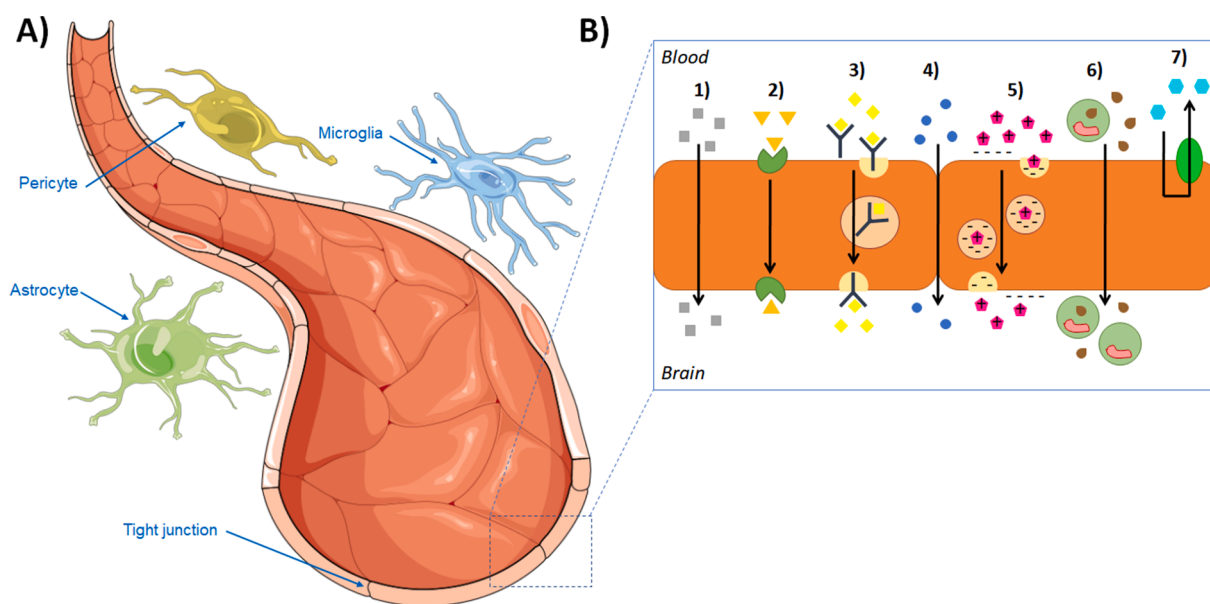 A)
B)
Blood
1)
2)
3)
4)
5)
6)
7)
Microglia
Pericyte
Astrocyte
Brain
Tight junction